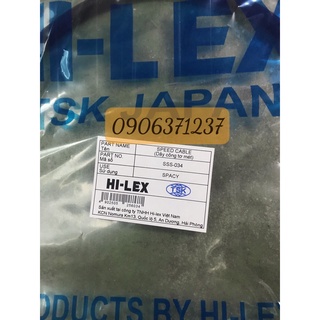 HI-LEX
TSK JAPAN
0906371237
PART NAME
Tên
SPEED CABLE
(Dây công tơ mét)
PART NO
Mã số
SSS-034
USE
Sử dụng
SPACY
HI-LEX
TSK
Sản xuất tại công ty TNHH Hi-lex Việt Nam
KCN Nomura Km13, Quốc lộ 5, An Dương, Hải Phòng
ODUCTS BY HI-LEX